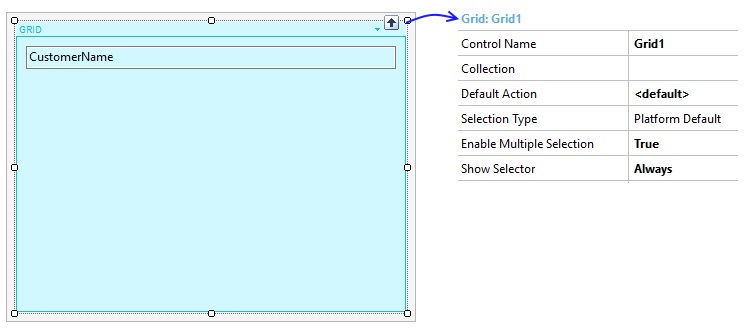 GRID
CustomerName
Grid: Grid1
Control Name Grid1
Collection
Default Action <default>
Selection Type Platform Default
Enable Multiple Selection True
Show Selector Always